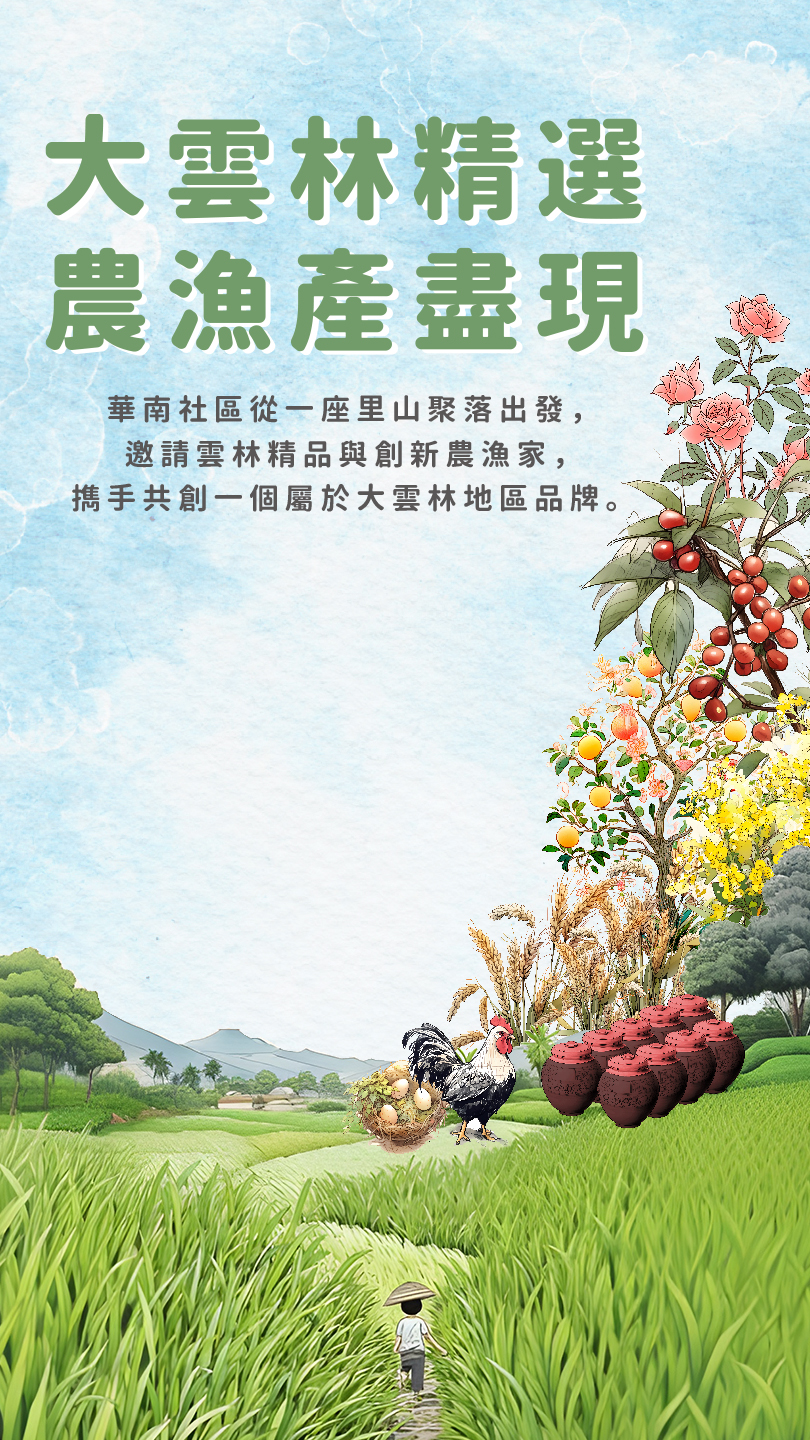 大雲林精選
農漁產盡現
華南社區從一座里山聚落出發，
邀請雲林精品與創新農漁家，
攜手共創一個屬於大雲林地區品牌。